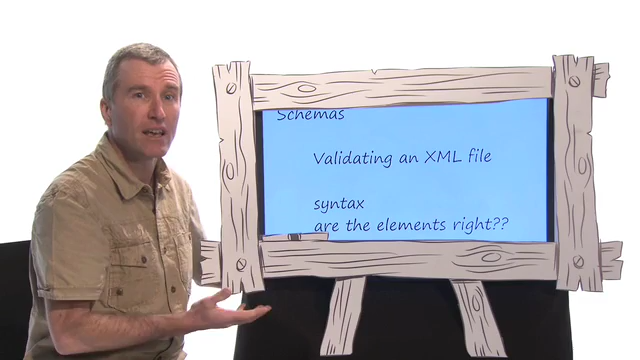 Schemas
Validating an XML file
syntax
are the elements right??